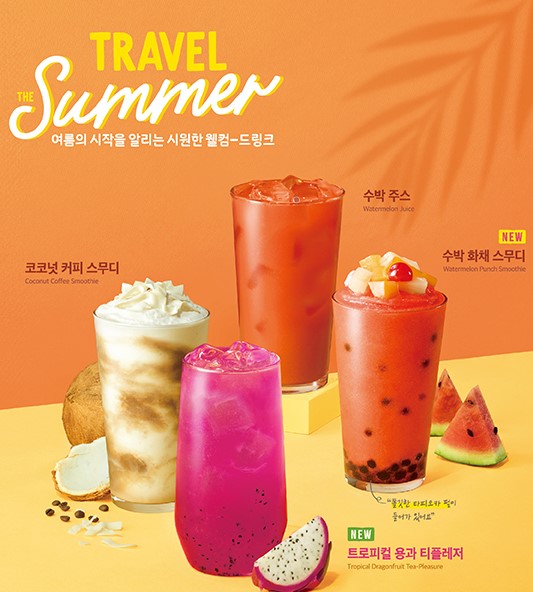 TRAVEL
THE Summer
여름의 시작을 알리는 시원한 웰컴-드링크
수박 주스
Watermelon Juice
NEW
수박 화채 스무디
Watermelon Punch Smoothie
코코넛 커피 스무디
Coconut Coffee Smoothie
"쫄깃한 타피오카 펄이
들어가 있어요"
NEW
트로피컬 용과 티플레저
Tropical Dragonfruit Tea-Pleasure